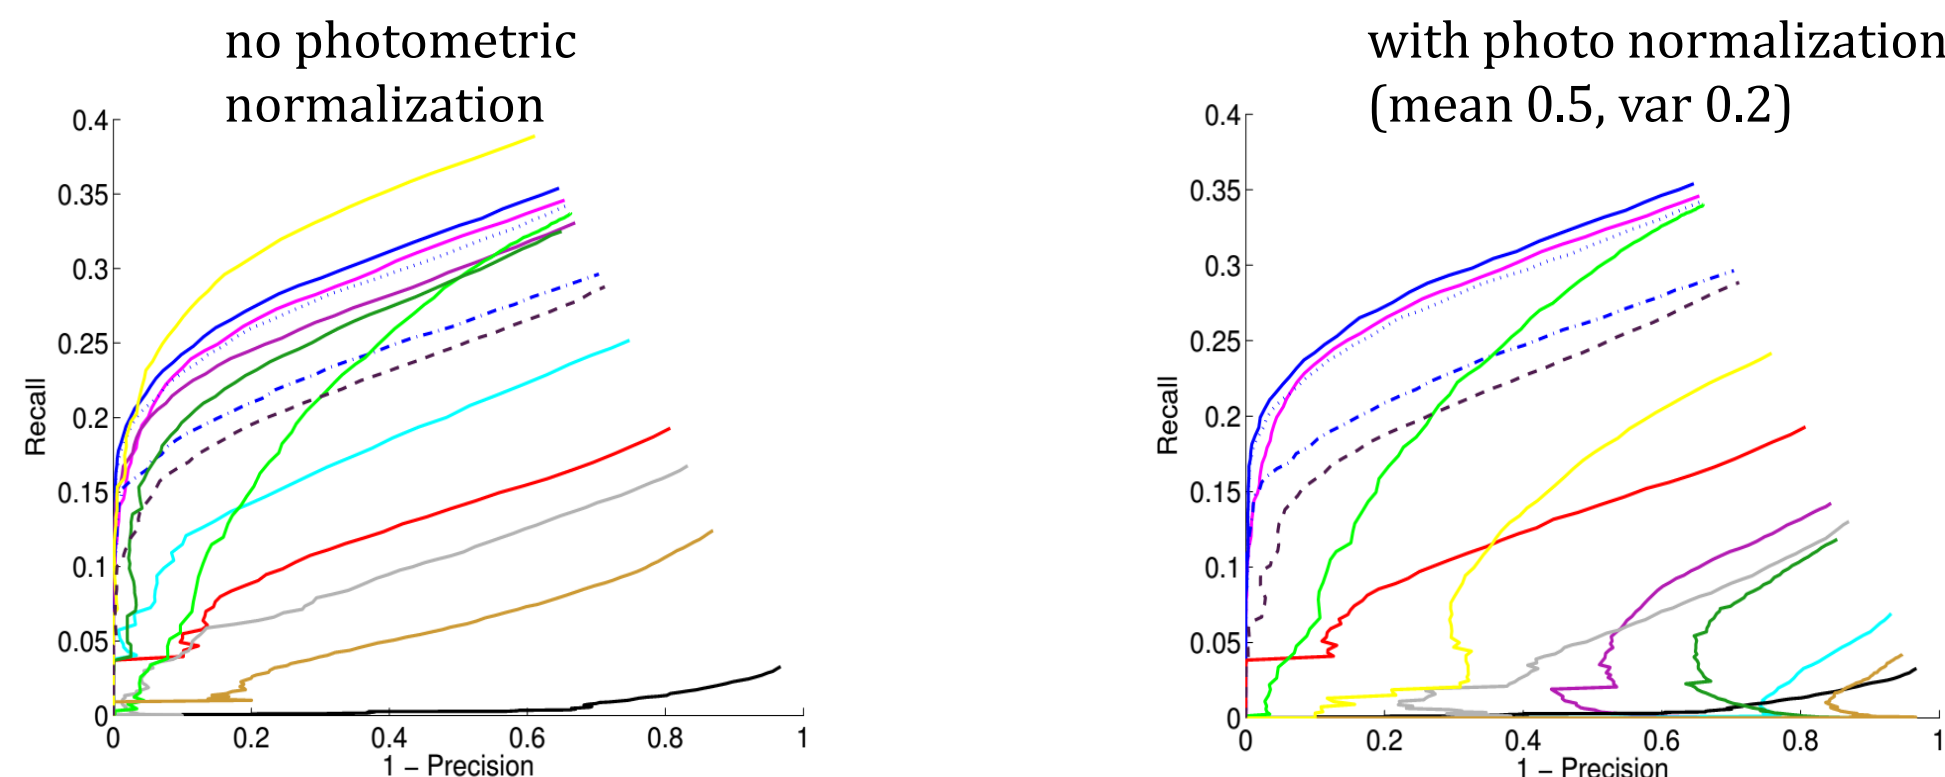 no photometric
normalization
0.4
0.35
0.3
0.25
0.2
0.15
0.1
0.05
0
Recall
0 0.2 0.4 0.6 0.8 1
1 − Precision
with photo normalization
(mean 0.5, var 0.2)
0.4
0.35
0.3
0.25
0.2
0.15
0.1
0.05
0
Recall
0 0.2 0.4 0.6 0.8 1
1 − Precision